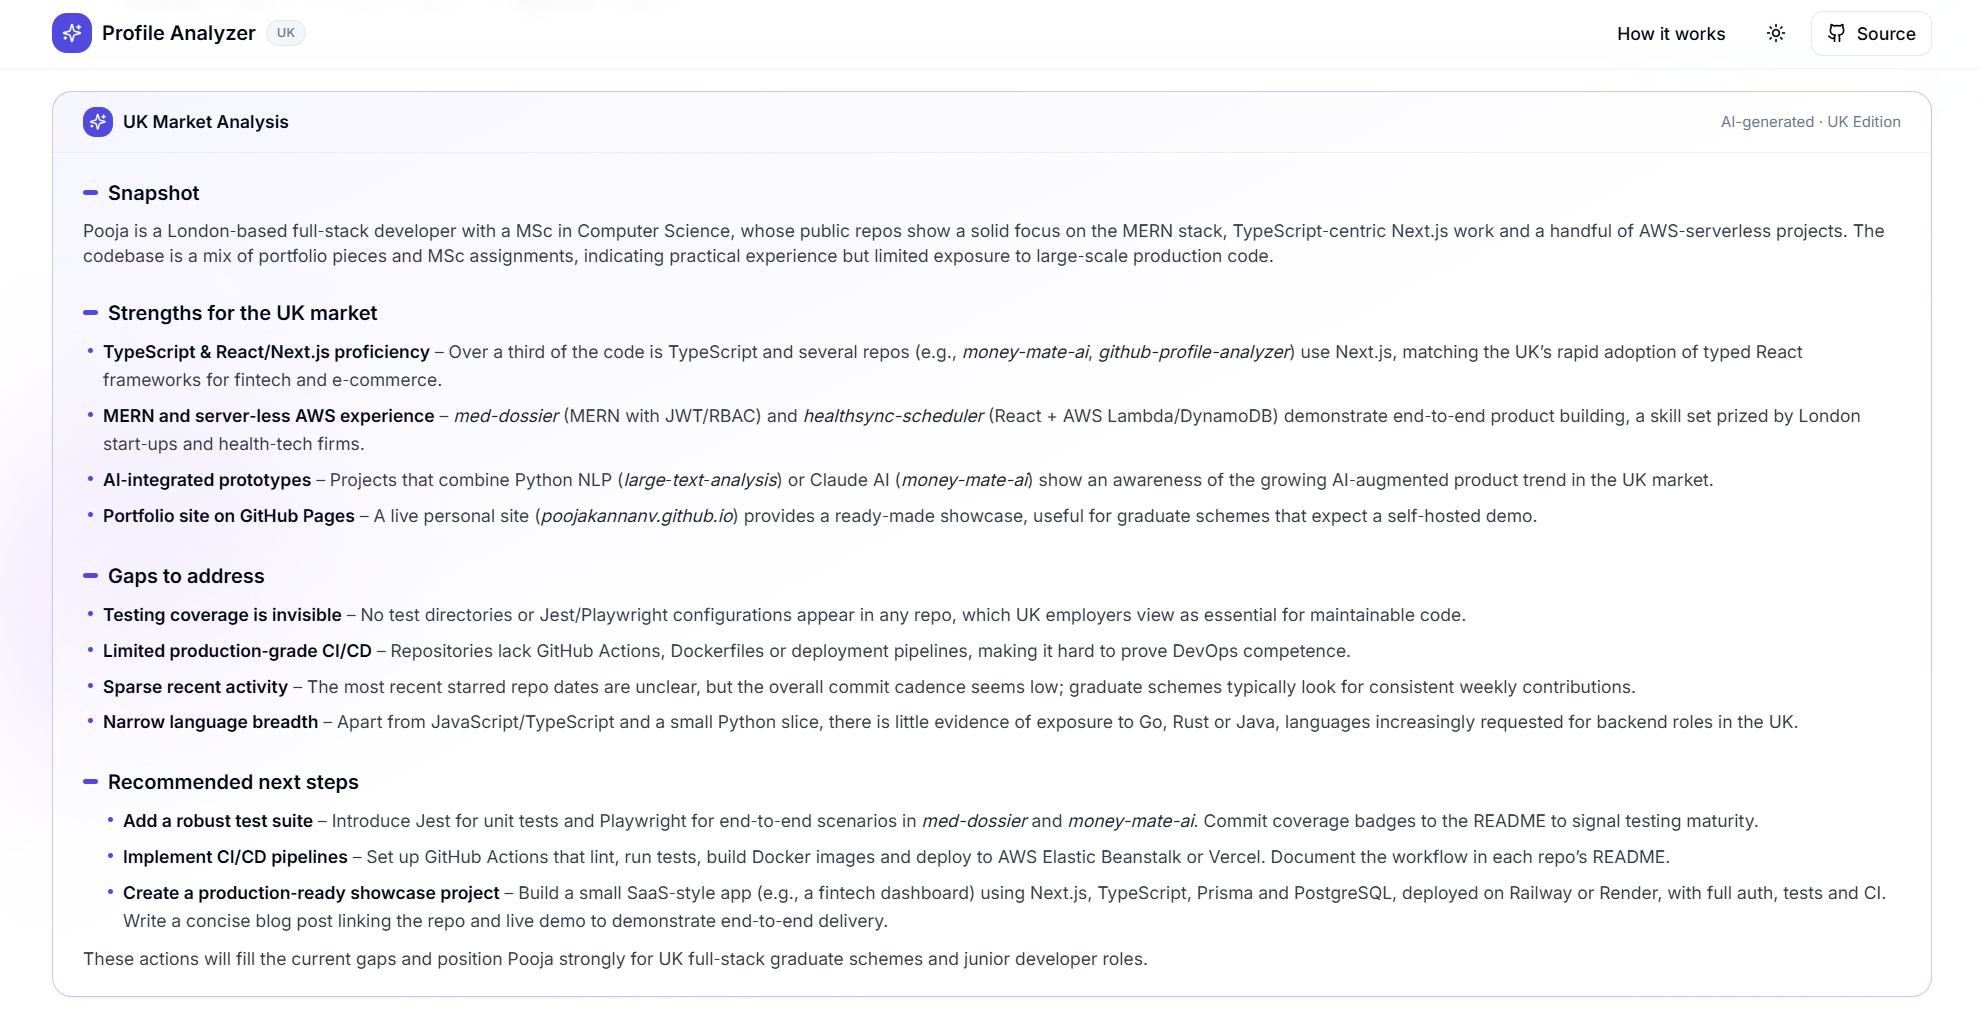 Profile Analyzer UK How it works Source
UK Market Analysis AI-generated · UK Edition
Snapshot
Pooja is a London-based full-stack developer with a MSc in Computer Science, whose public repos show a solid focus on the MERN stack, TypeScript-centric Next.js work and a handful of AWS-serverless projects. The
codebase is a mix of portfolio pieces and MSc assignments, indicating practical experience but limited exposure to large-scale production code.
Strengths for the UK market
• TypeScript & React/Next.js proficiency – Over a third of the code is TypeScript and several repos (e.g., money-mate-ai, github-profile-analyzer) use Next.js, matching the UK’s rapid adoption of typed React
frameworks for fintech and e-commerce.
• MERN and server-less AWS experience – med-dossier (MERN with JWT/RBAC) and healthsync-scheduler (React + AWS Lambda/DynamoDB) demonstrate end-to-end product building, a skill set prized by London
start-ups and health-tech firms.
• AI-integrated prototypes – Projects that combine Python NLP (large-text-analysis) or Claude AI (money-mate-ai) show an awareness of the growing AI-augmented product trend in the UK market.
• Portfolio site on GitHub Pages – A live personal site (poojakannanv.github.io) provides a ready-made showcase, useful for graduate schemes that expect a self-hosted demo.
Gaps to address
• Testing coverage is invisible – No test directories or Jest/Playwright configurations appear in any repo, which UK employers view as essential for maintainable code.
• Limited production-grade CI/CD – Repositories lack GitHub Actions, Dockerfiles or deployment pipelines, making it hard to prove DevOps competence.
• Sparse recent activity – The most recent starred repo dates are unclear, but the overall commit cadence seems low; graduate schemes typically look for consistent weekly contributions.
• Narrow language breadth – Apart from JavaScript/TypeScript and a small Python slice, there is little evidence of exposure to Go, Rust or Java, languages increasingly requested for backend roles in the UK.
Recommended next steps
• Add a robust test suite – Introduce Jest for unit tests and Playwright for end-to-end scenarios in med-dossier and money-mate-ai. Commit coverage badges to the README to signal testing maturity.
• Implement CI/CD pipelines – Set up GitHub Actions that lint, run tests, build Docker images and deploy to AWS Elastic Beanstalk or Vercel. Document the workflow in each repo’s README.
• Create a production-ready showcase project – Build a small SaaS-style app (e.g., a fintech dashboard) using Next.js, TypeScript, Prisma and PostgreSQL, deployed on Railway or Render, with full auth, tests and CI.
Write a concise blog post linking the repo and live demo to demonstrate end-to-end delivery.
These actions will fill the current gaps and position Pooja strongly for UK full-stack graduate schemes and junior developer roles.